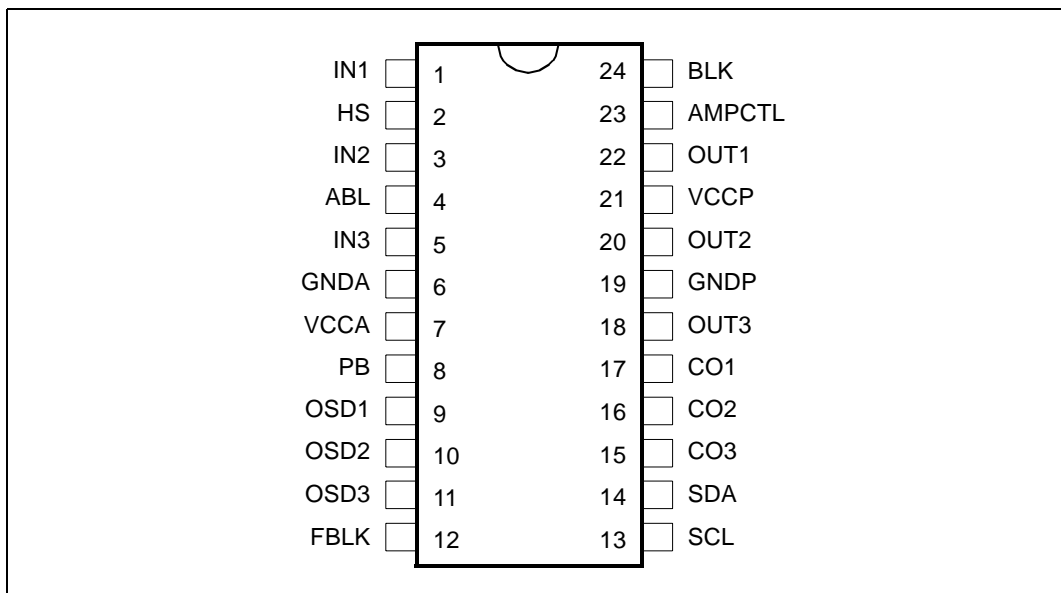 IN1 1 24 BLK
HS 2 23 AMPCTL
IN2 3 22 OUT1
ABL 4 21 VCCP
IN3 5 20 OUT2
GNDA 6 19 GNDP
VCCA 7 18 OUT3
PB 8 17 CO1
OSD1 9 16 CO2
OSD2 10 15 CO3
OSD3 11 14 SDA
FBLK 12 13 SCL